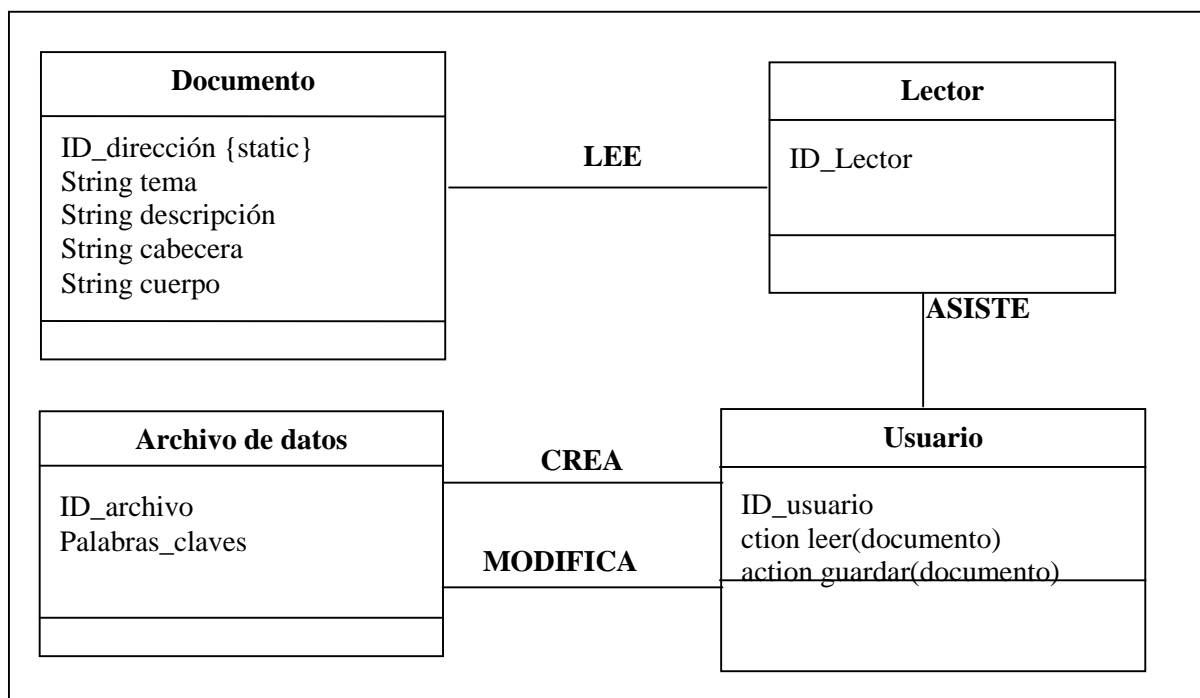 Documento
ID_dirección {static}
String tema
String descripción
String cabecera
String cuerpo
LEE
Lector
ID_Lector
ASISTE
Archivo de datos
ID_archivo
Palabras_claves
CREA
MODIFICA
Usuario
ID_usuario
ction leer(documento)
action guardar(documento)